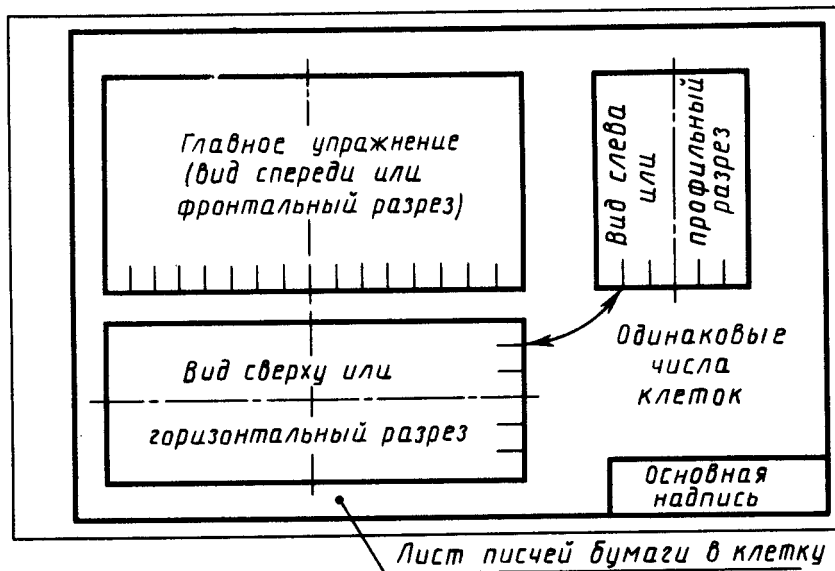 Главное упражнение
(вид спереди или
фронтальный разрез)
Вид слева
или
профильный
разрез
Вид сверху или
горизонтальный разрез
Одинаковые
числа
клеток
Основная
надпись
Лист писчей бумаги в клетку